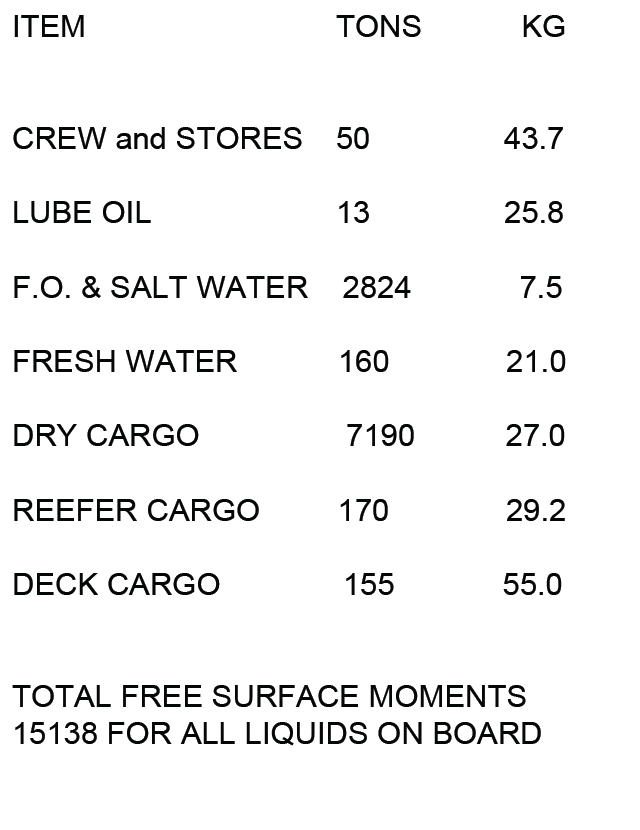 ITEM TONS KG
CREW and STORES 50 43.7
LUBE OIL 13 25.8
F.O. & SALT WATER 2824 7.5
FRESH WATER 160 21.0
DRY CARGO 7190 27.0
REEFER CARGO 170 29.2
DECK CARGO 155 55.0
TOTAL FREE SURFACE MOMENTS
15138 FOR ALL LIQUIDS ON BOARD